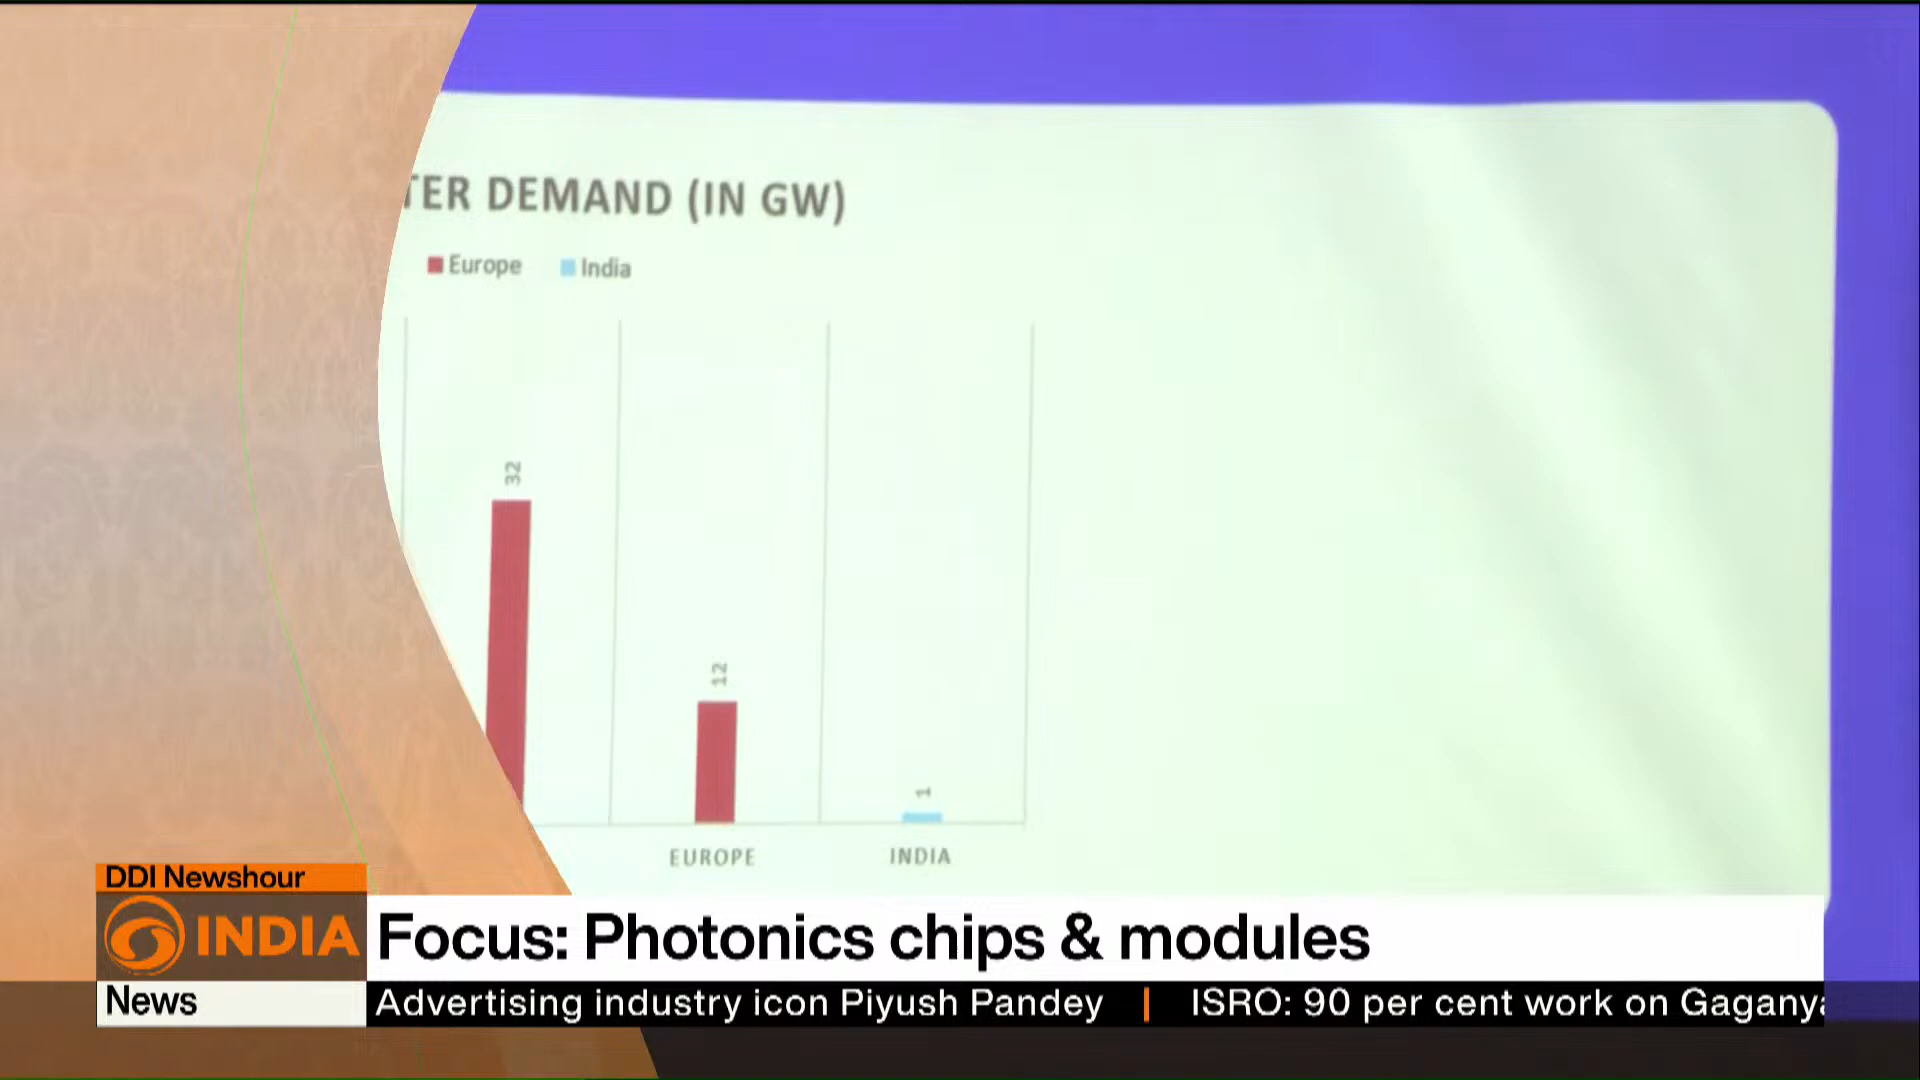 TER DEMAND (IN GW)
Europe India
32
12
1
EUROPE INDIA
DDI Newshour
INDIA
Focus: Photonics chips & modules
News
Advertising industry icon Piyush Pandey | ISRO: 90 per cent work on Gagany